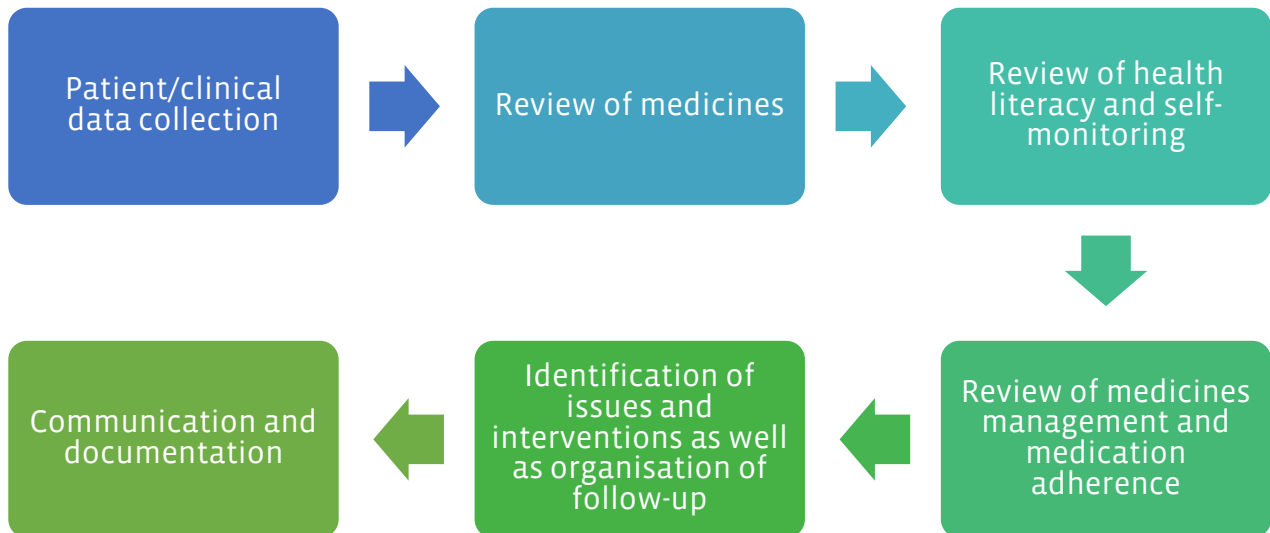 Patient/clinical
data collection
Review of medicines
Review of health
literacy and self-
monitoring
Review of medicines
management and
medication
adherence
Identification of
issues and
interventions as well
as organisation of
follow-up
Communication and
documentation